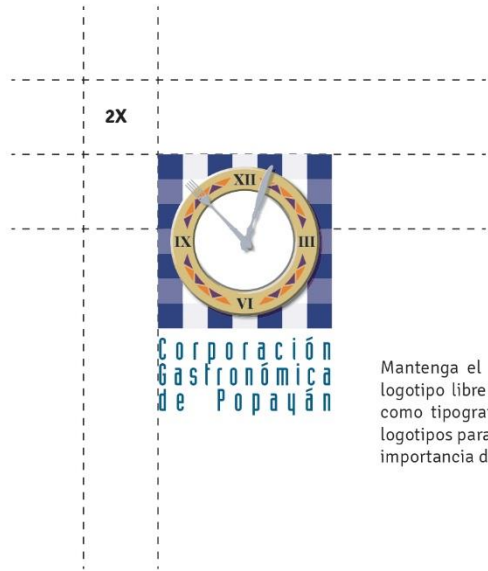 2X
XII
IX
III
VI
Corporación
Gastronómica
de Popayán
Mantenga el
logotipo libre
como tipogra
logotipos para
importancia d